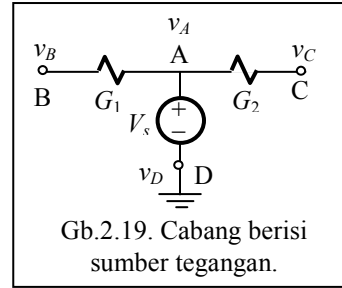 v_A
v_B A v_C
B G_1 G_2 C
+
V_s
−
v_D D
Gb.2.19. Cabang berisi
sumber tegangan.